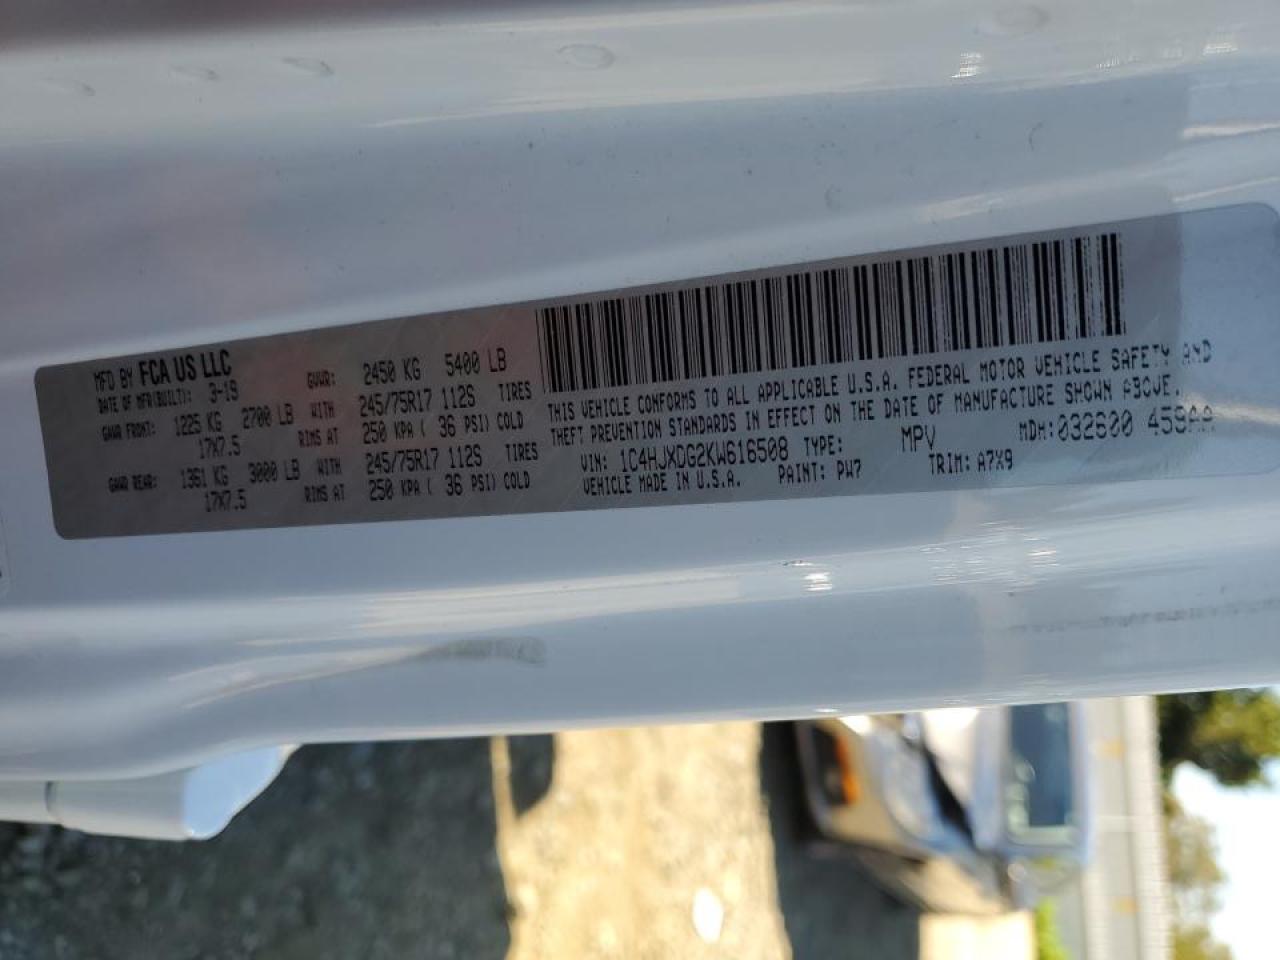 MFD BY FCA US LLC
DATE OF MFR(BUILT): 3-19 GVWR: 2450 KG 5400 LB
GAWR FRONT: 1225 KG 2700 LB WITH 245/75R17 112S TIRES
17X7.5 RIMS AT 250 KPA ( 36 PSI) COLD
GAWR REAR: 1361 KG 3000 LB WITH 245/75R17 112S TIRES
17X7.5 RIMS AT 250 KPA ( 36 PSI) COLD
THIS VEHICLE CONFORMS TO ALL APPLICABLE U.S.A. FEDERAL MOTOR VEHICLE SAFETY AND
THEFT PREVENTION STANDARDS IN EFFECT ON THE DATE OF MANUFACTURE SHOWN ABOVE.
VIN: 1C4HJXDG2KW616508 TYPE: MPV MDH: 032600 459AA
VEHICLE MADE IN U.S.A. PAINT: PW7 TRIM: A7X9